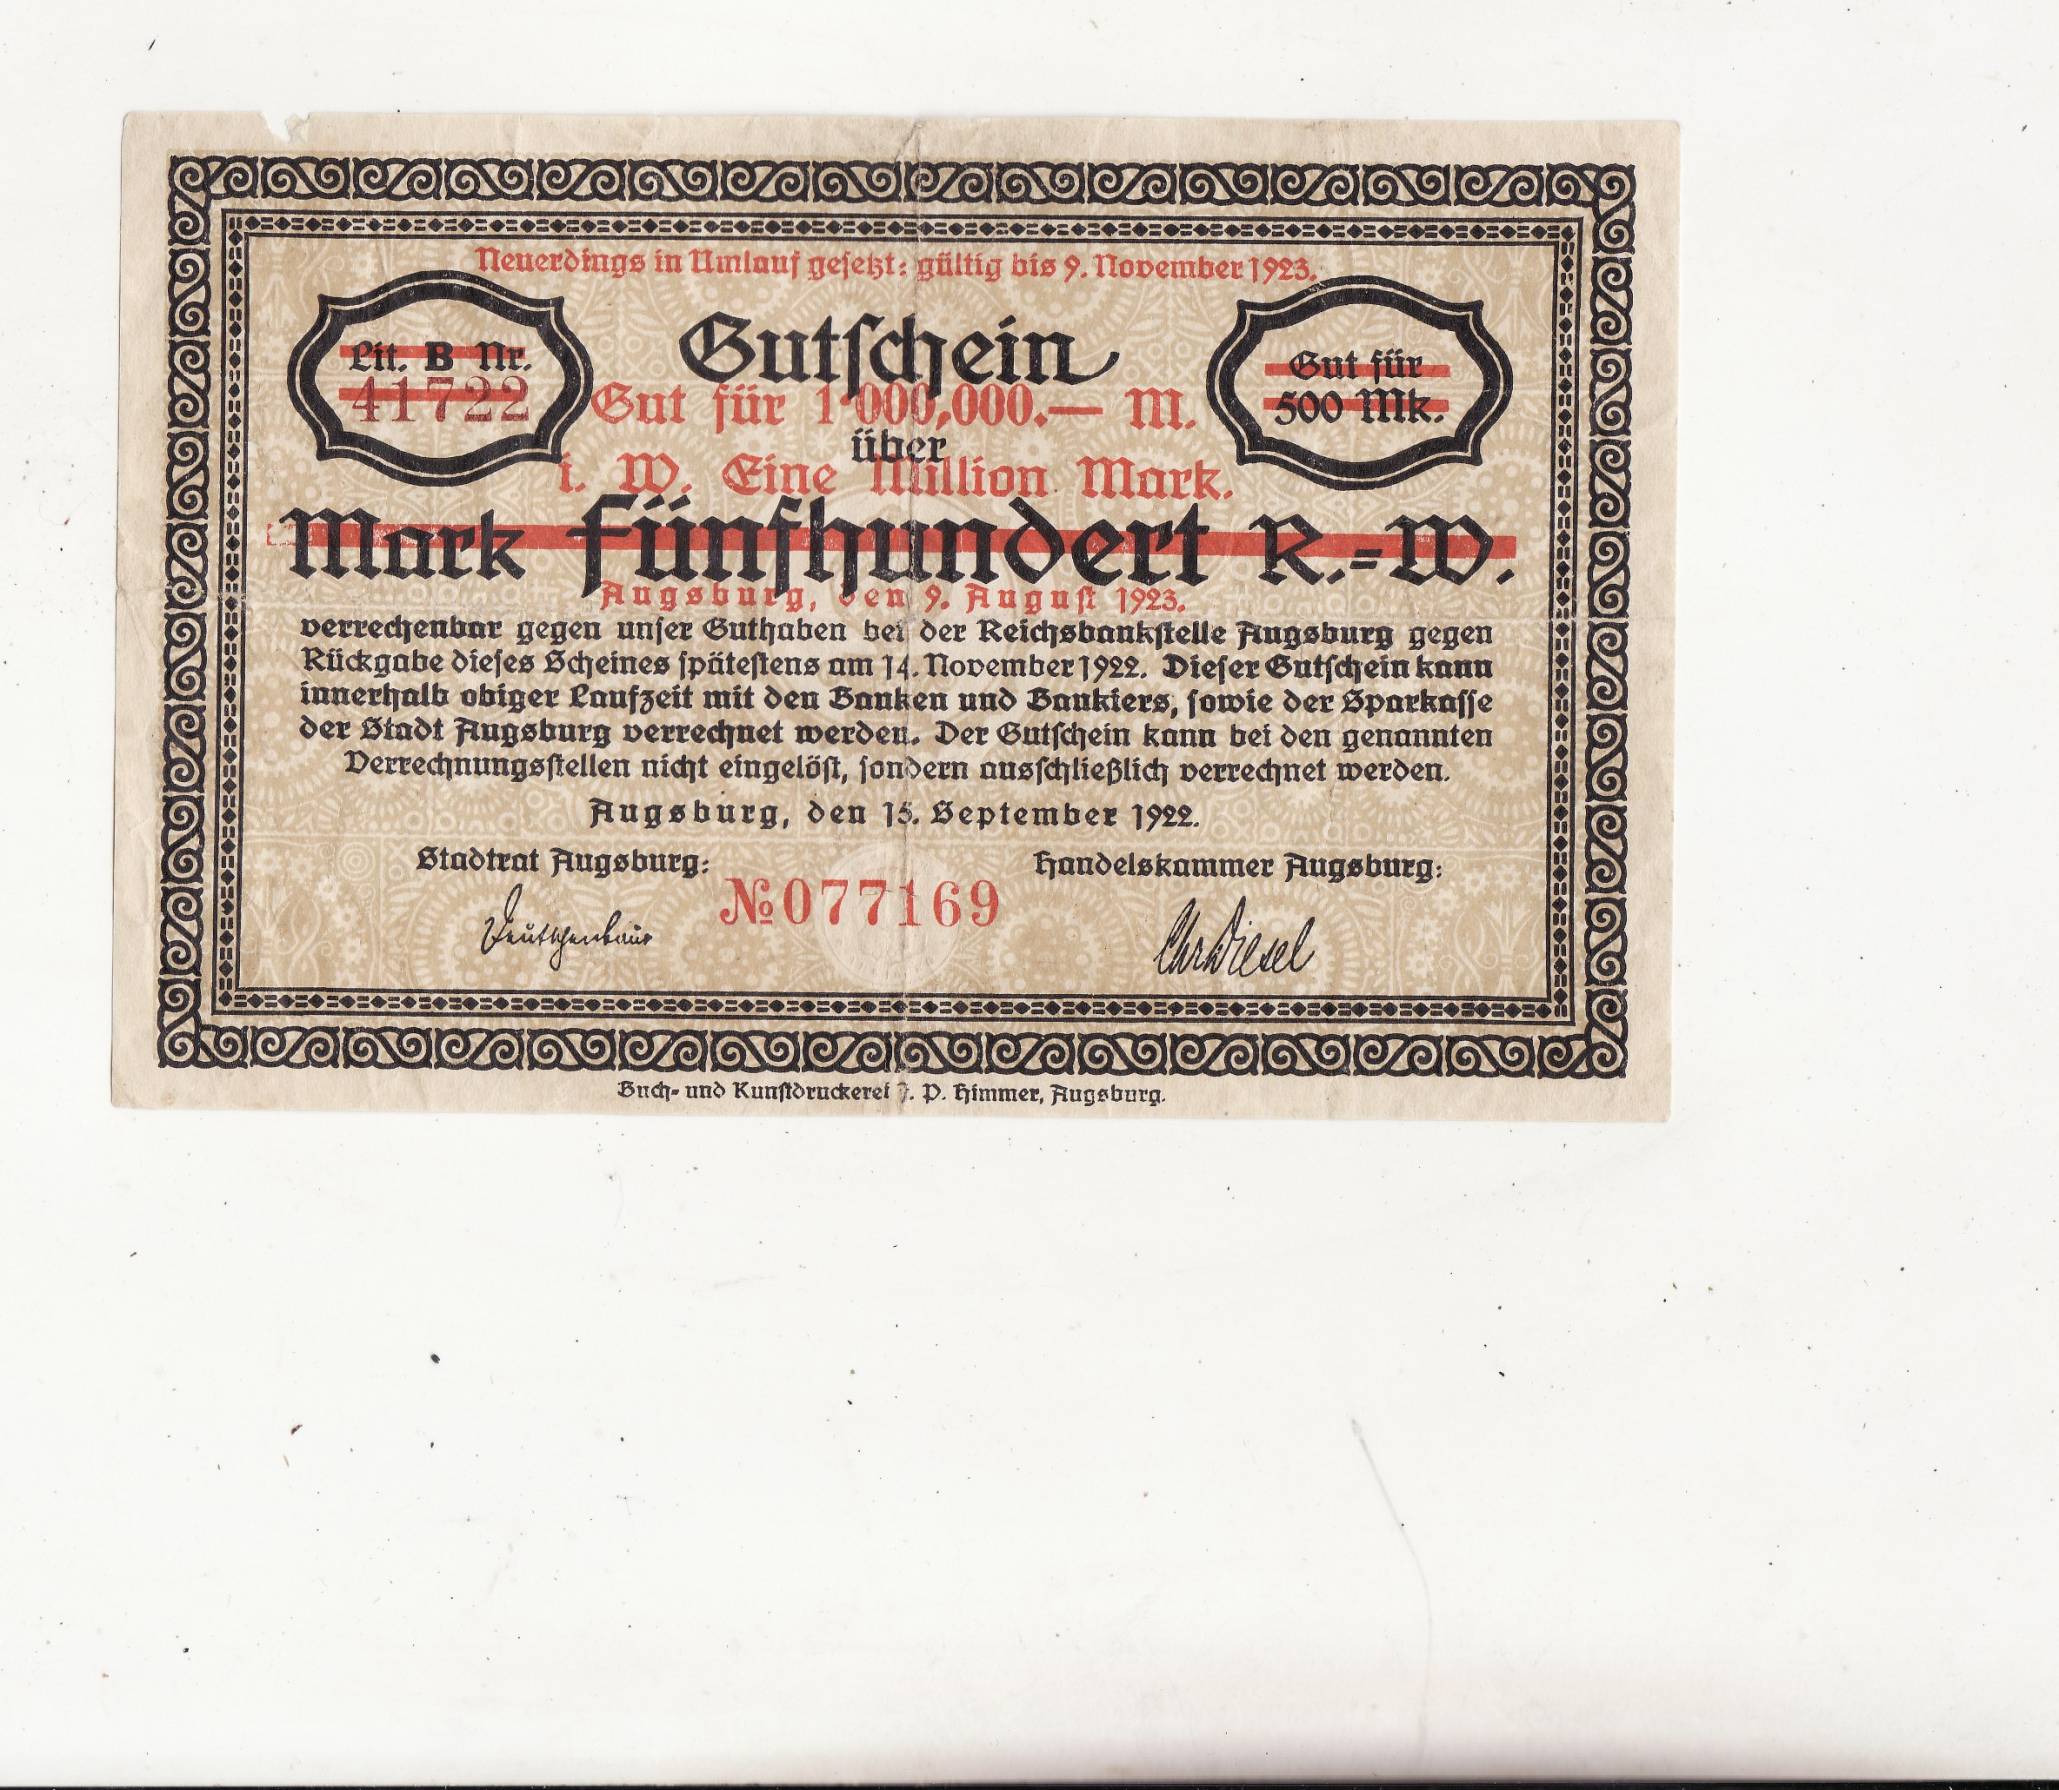 Neuerdings in Umlauf gesetzt: gültig bis 9. November 1923.
Lit. B Nr.
41722
Gutschein
Gut für
500 Mk.
Gut für 1 000,000.— M.
über
i. W. Eine Million Mark.
Mark Fünfhundert R.=W.
Augsburg, den 9. August 1923.
verrechenbar gegen unser Guthaben bei der Reichsbankstelle Augsburg gegen
Rückgabe dieses Scheines spätestens am 14. November 1922. Dieser Gutschein kann
innerhalb obiger Laufzeit mit den Banken und Bankiers, sowie der Sparkasse
der Stadt Augsburg verrechnet werden. Der Gutschein kann bei den genannten
Verrechnungsstellen nicht eingelöst, sondern ausschließlich verrechnet werden.
Augsburg, den 15. September 1922.
Stadtrat Augsburg:
Handelskammer Augsburg:
№ 077169
Deutschenbaur
Chr Diesel
Buch- und Kunstdruckerei J. P. Himmer, Augsburg.